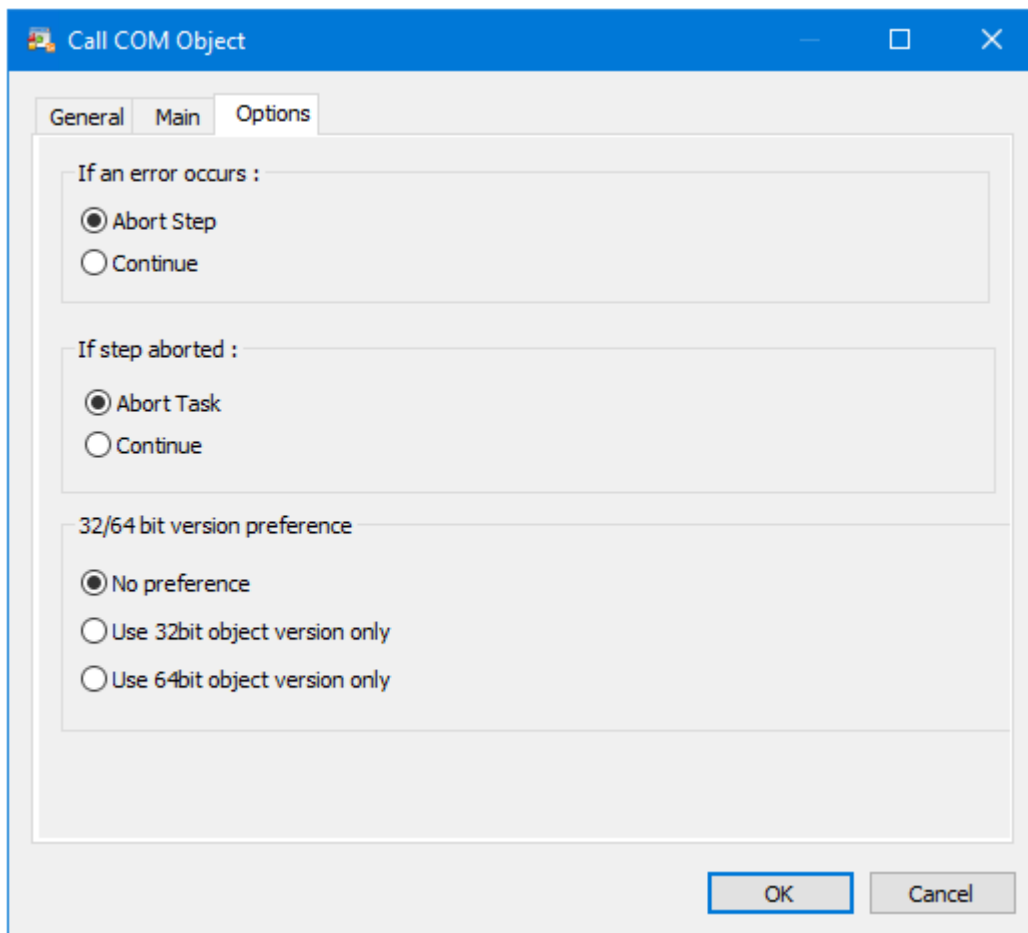 Call COM Object
General Main Options
If an error occurs :
Abort Step
Continue
If step aborted :
Abort Task
Continue
32/64 bit version preference
No preference
Use 32bit object version only
Use 64bit object version only
OK Cancel